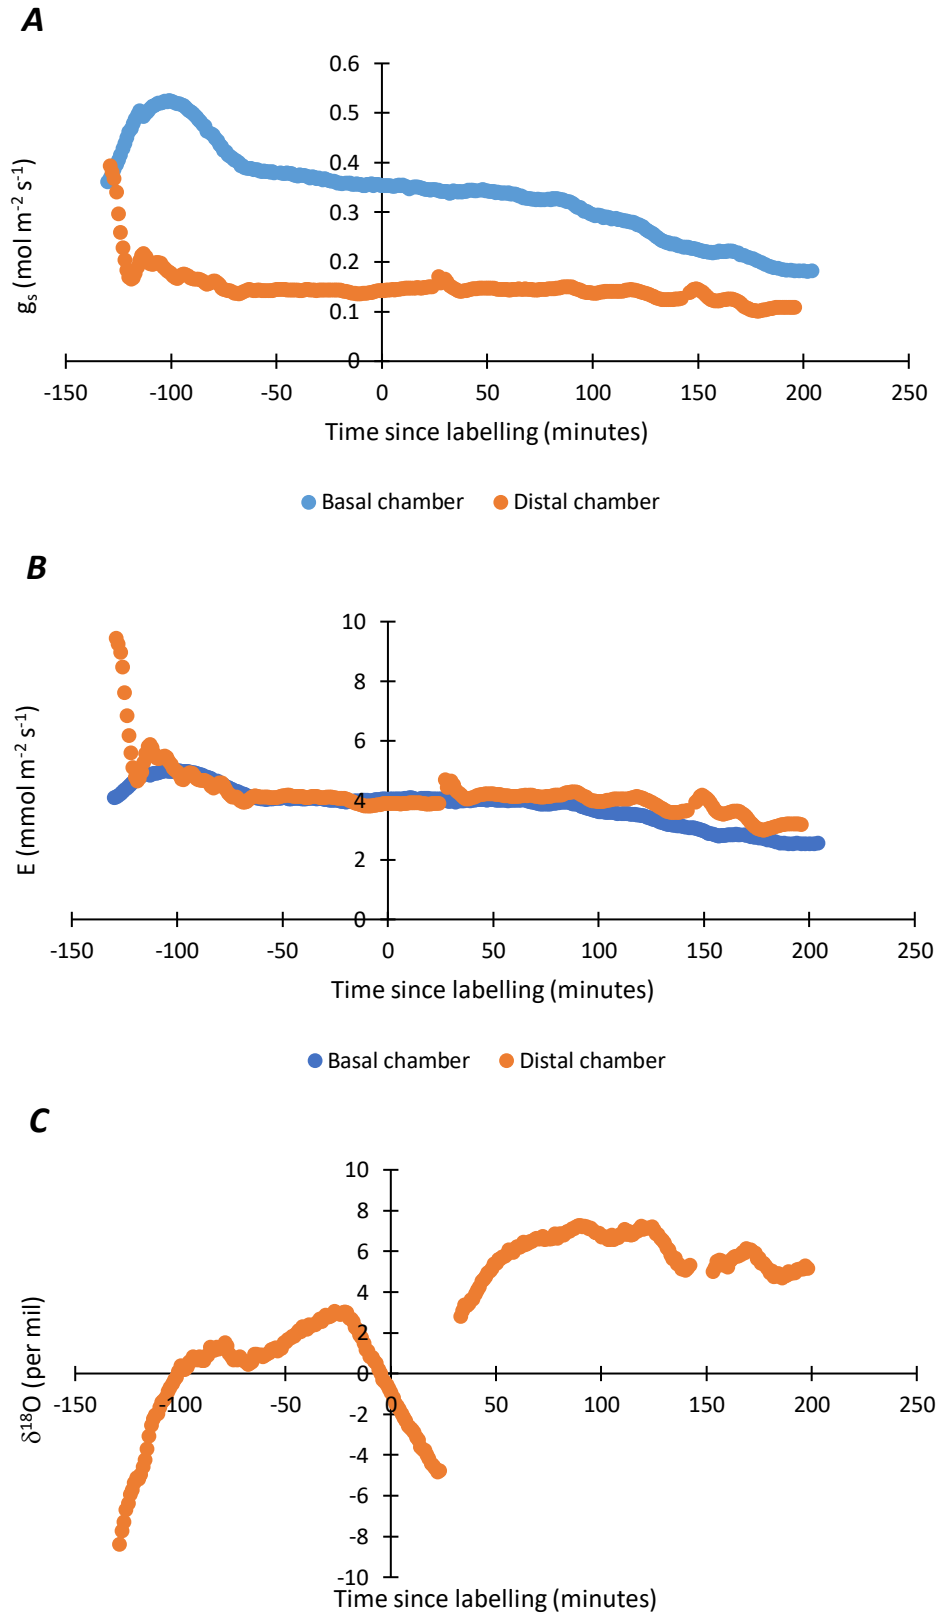 A
0.6
0.5
0.4
0.3
0.2
0.1
0
gs (mol m-2 s-1)
-150 -100 -50 0 50 100 150 200 250
Time since labelling (minutes)
Basal chamber Distal chamber
B
10
8
6
4
2
0
E (mmol m-2 s-1)
-150 -100 -50 0 50 100 150 200 250
Time since labelling (minutes)
Basal chamber Distal chamber
C
10
8
6
4
2
0
-150 -100 -50 0 50 100 150 200 250
-2
-4
-6
-8
-10
δ18O (per mil)
Time since labelling (minutes)